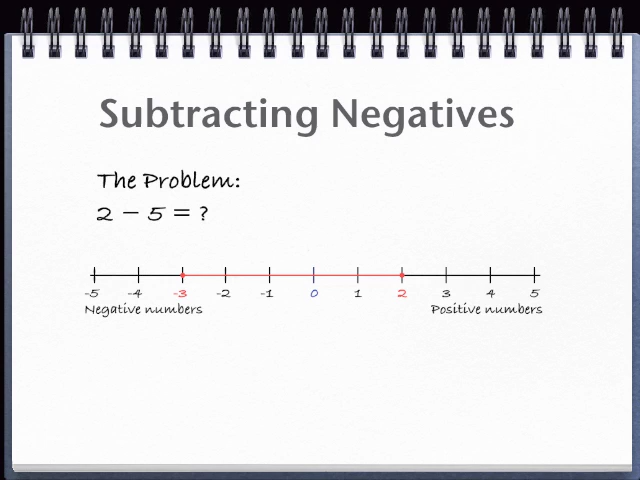 Subtracting Negatives
The Problem:
2 – 5 = ?
-5 -4 -3 -2 -1 0 1 2 3 4 5
Negative numbers Positive numbers